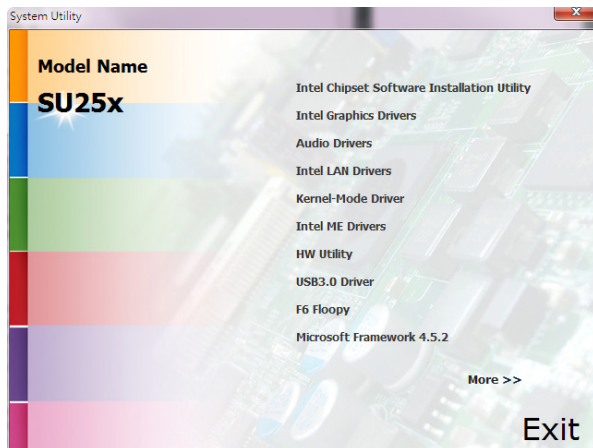 System Utility
Model Name
SU25x
Intel Chipset Software Installation Utility
Intel Graphics Drivers
Audio Drivers
Intel LAN Drivers
Kernel-Mode Driver
Intel ME Drivers
HW Utility
USB3.0 Driver
F6 Floopy
Microsoft Framework 4.5.2
More >>
Exit